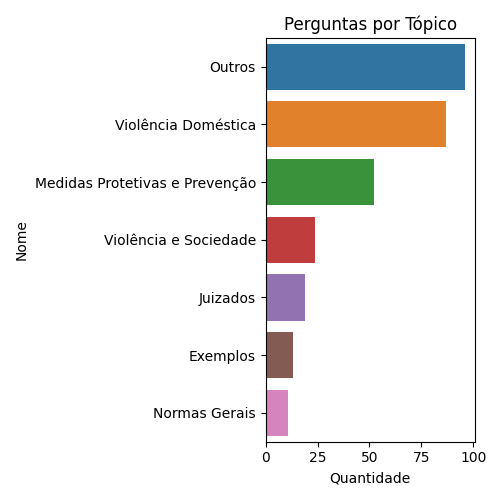 Perguntas por Tópico
Outros
Violência Doméstica
Medidas Protetivas e Prevenção
Violência e Sociedade
Juizados
Exemplos
Normas Gerais
Nome
0 25 50 75 100
Quantidade